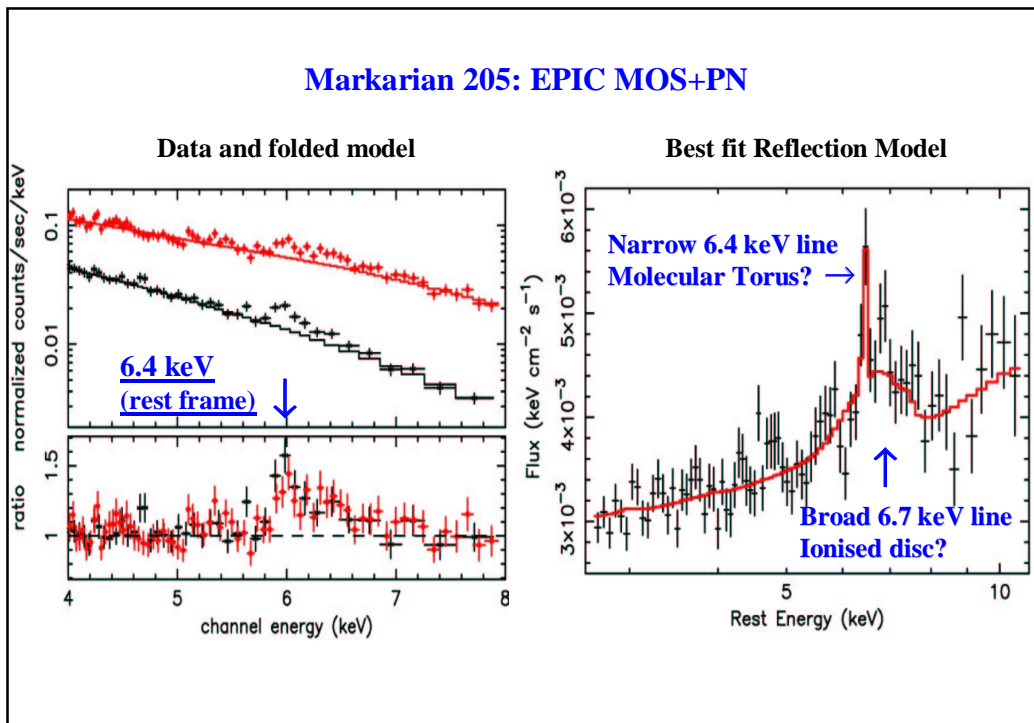 Markarian 205: EPIC MOS+PN
Data and folded model
normalized counts/sec/keV
0.1
0.01
6.4 keV
(rest frame)
ratio
1.5
1
4 5 6 7 8
channel energy (keV)
Best fit Reflection Model
Flux (keV cm⁻² s⁻¹)
6×10⁻³
5×10⁻³
4×10⁻³
3×10⁻³
Narrow 6.4 keV line
Molecular Torus? →
Broad 6.7 keV line
Ionised disc?
5 10
Rest Energy (keV)